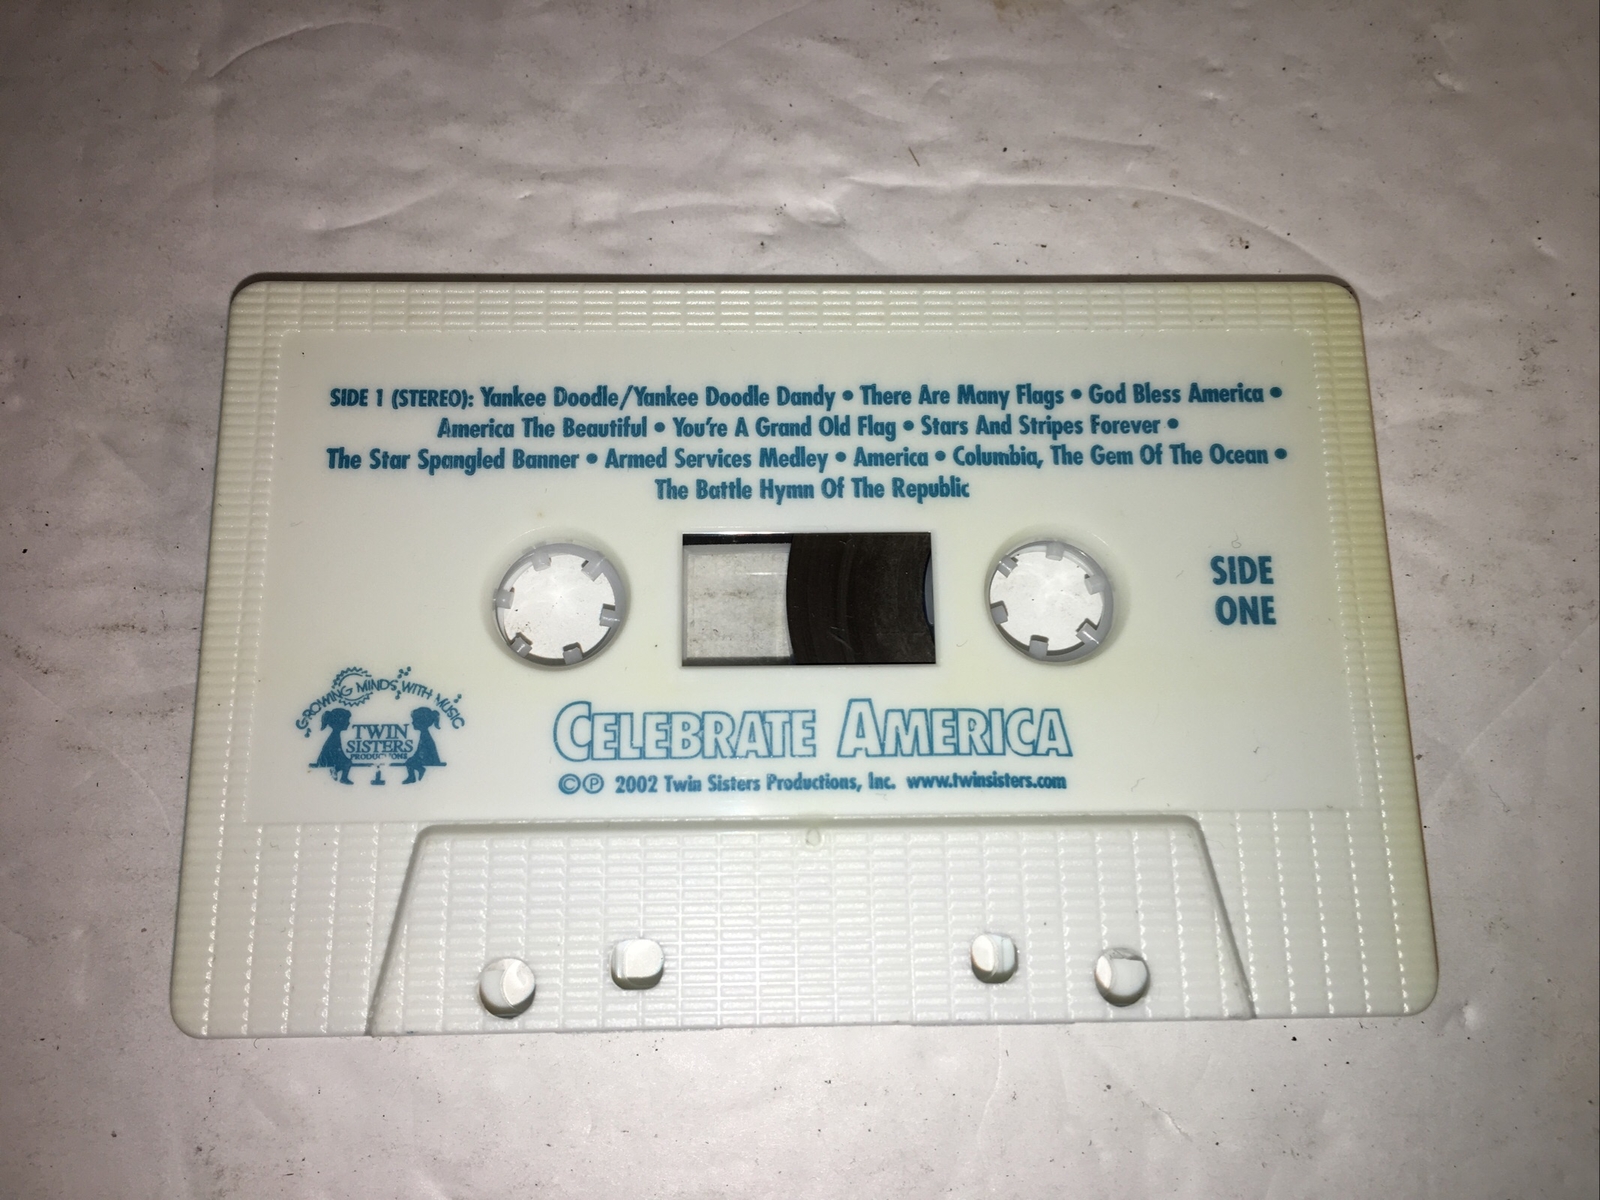 SIDE 1 (STEREO): Yankee Doodle/Yankee Doodle Dandy • There Are Many Flags • God Bless America •
America The Beautiful • You're A Grand Old Flag • Stars And Stripes Forever •
The Star Spangled Banner • Armed Services Medley • America • Columbia, The Gem Of The Ocean •
The Battle Hymn Of The Republic
SIDE
ONE
GROWING MINDS WITH MUSIC
TWIN
SISTERS
PRODUCTIONS
CELEBRATE AMERICA
©℗ 2002 Twin Sisters Productions, Inc. www.twinsisters.com